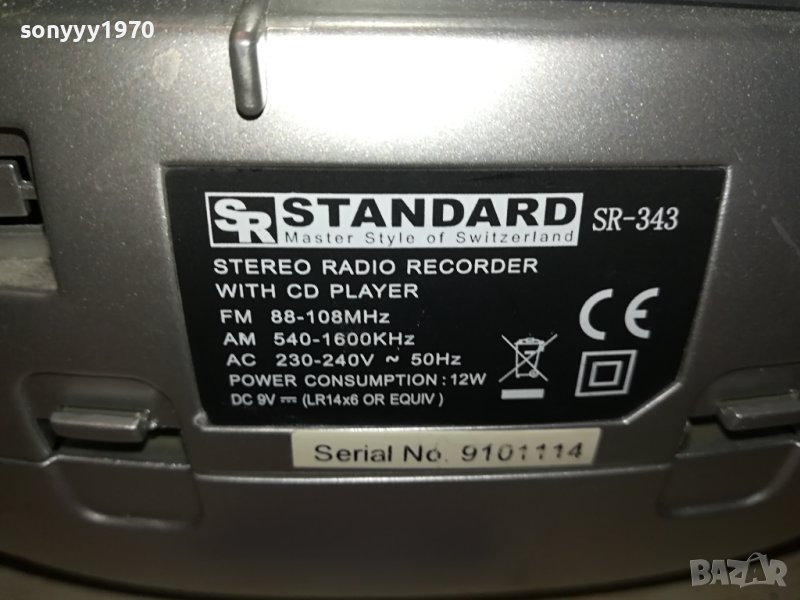 sonyyy1970
SR STANDARD SR-343
Master Style of Switzerland
STEREO RADIO RECORDER
WITH CD PLAYER
FM 88-108MHz
AM 540-1600KHz
AC 230-240V ~ 50Hz
POWER CONSUMPTION : 12W
DC 9V ⎓ (LR14x6 OR EQUIV )
CE
Serial No. 9101114
BAZAR